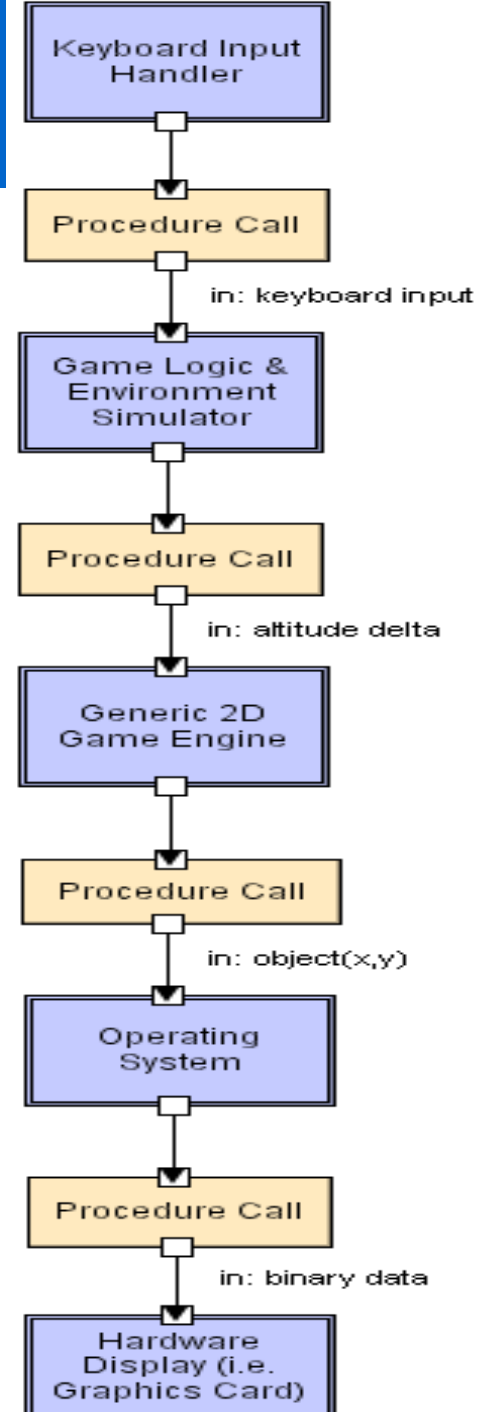 Keyboard Input
Handler
Procedure Call
in: keyboard input
Game Logic &
Environment
Simulator
Procedure Call
in: altitude delta
Generic 2D
Game Engine
Procedure Call
in: object(x,y)
Operating
System
Procedure Call
in: binary data
Hardware
Display (i.e.
Graphics Card)